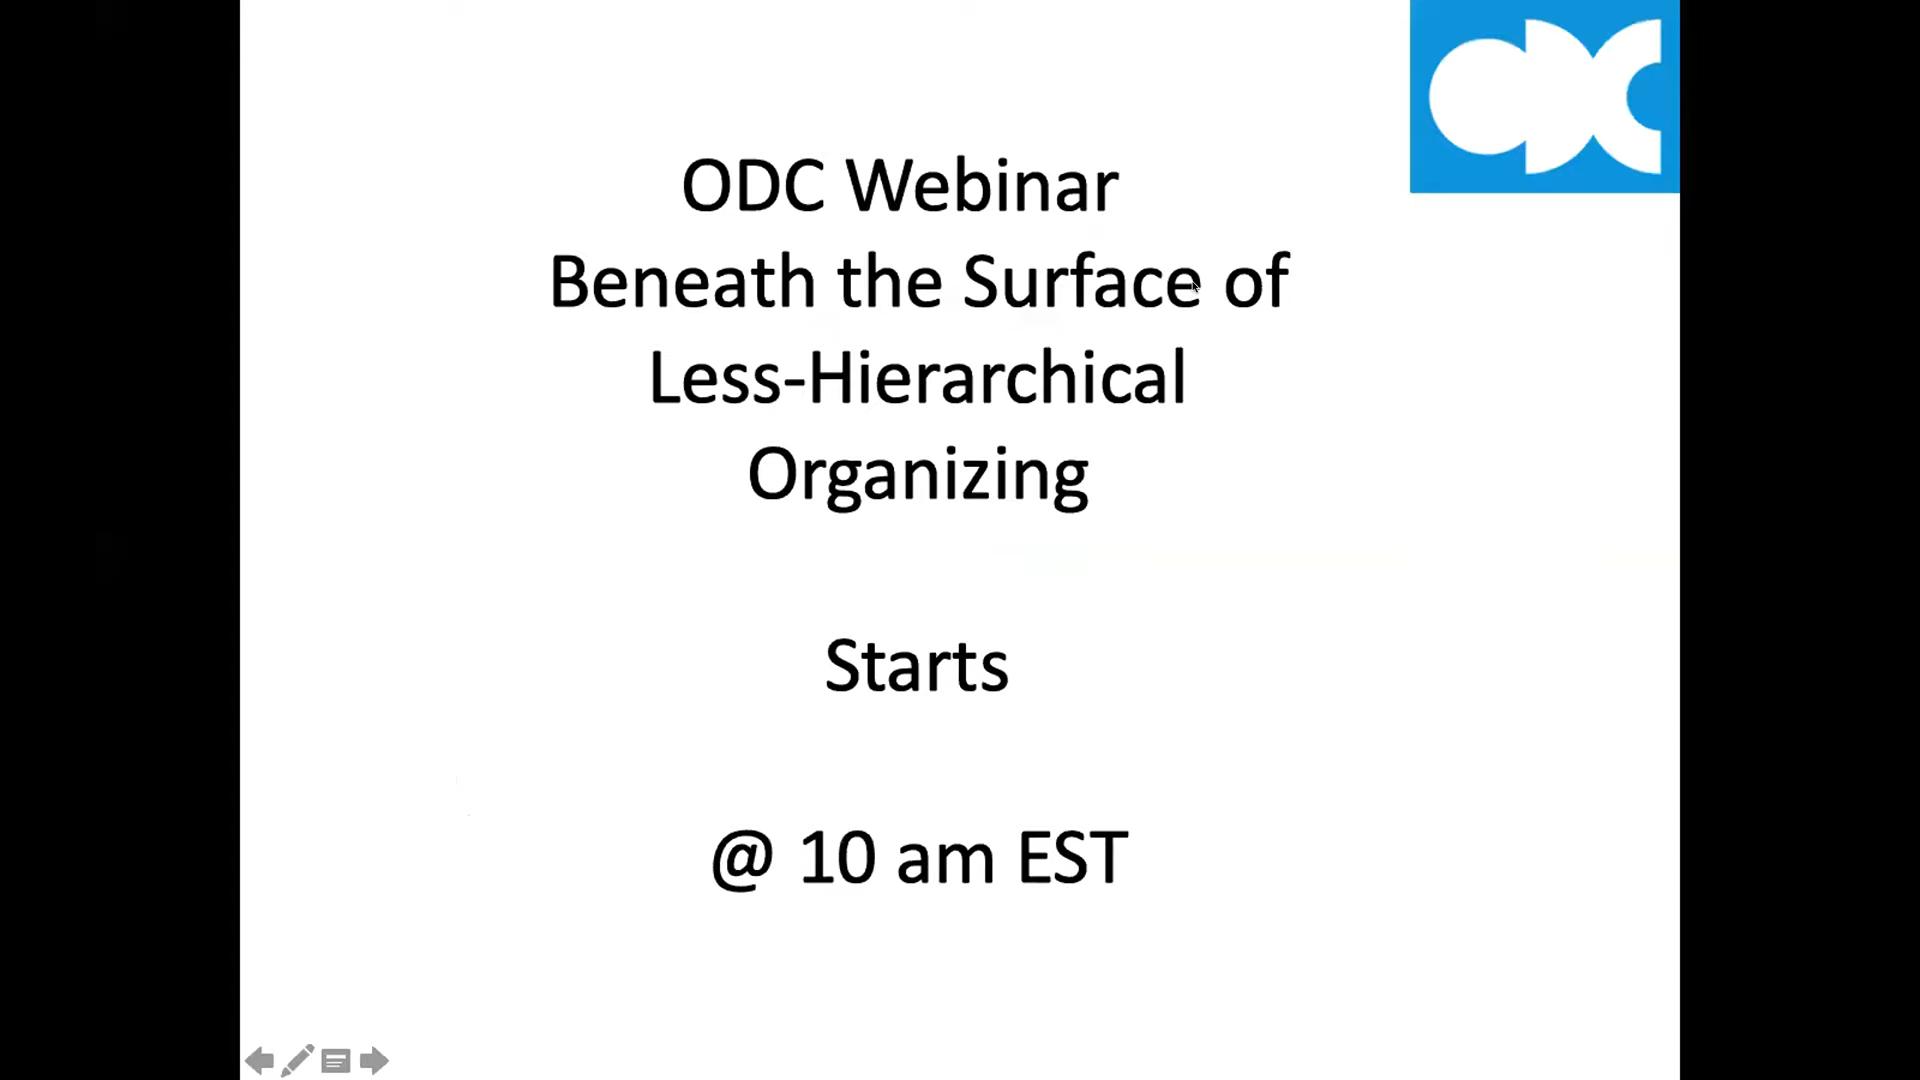 ODC Webinar
Beneath the Surface of
Less-Hierarchical
Organizing
Starts
@ 10 am EST